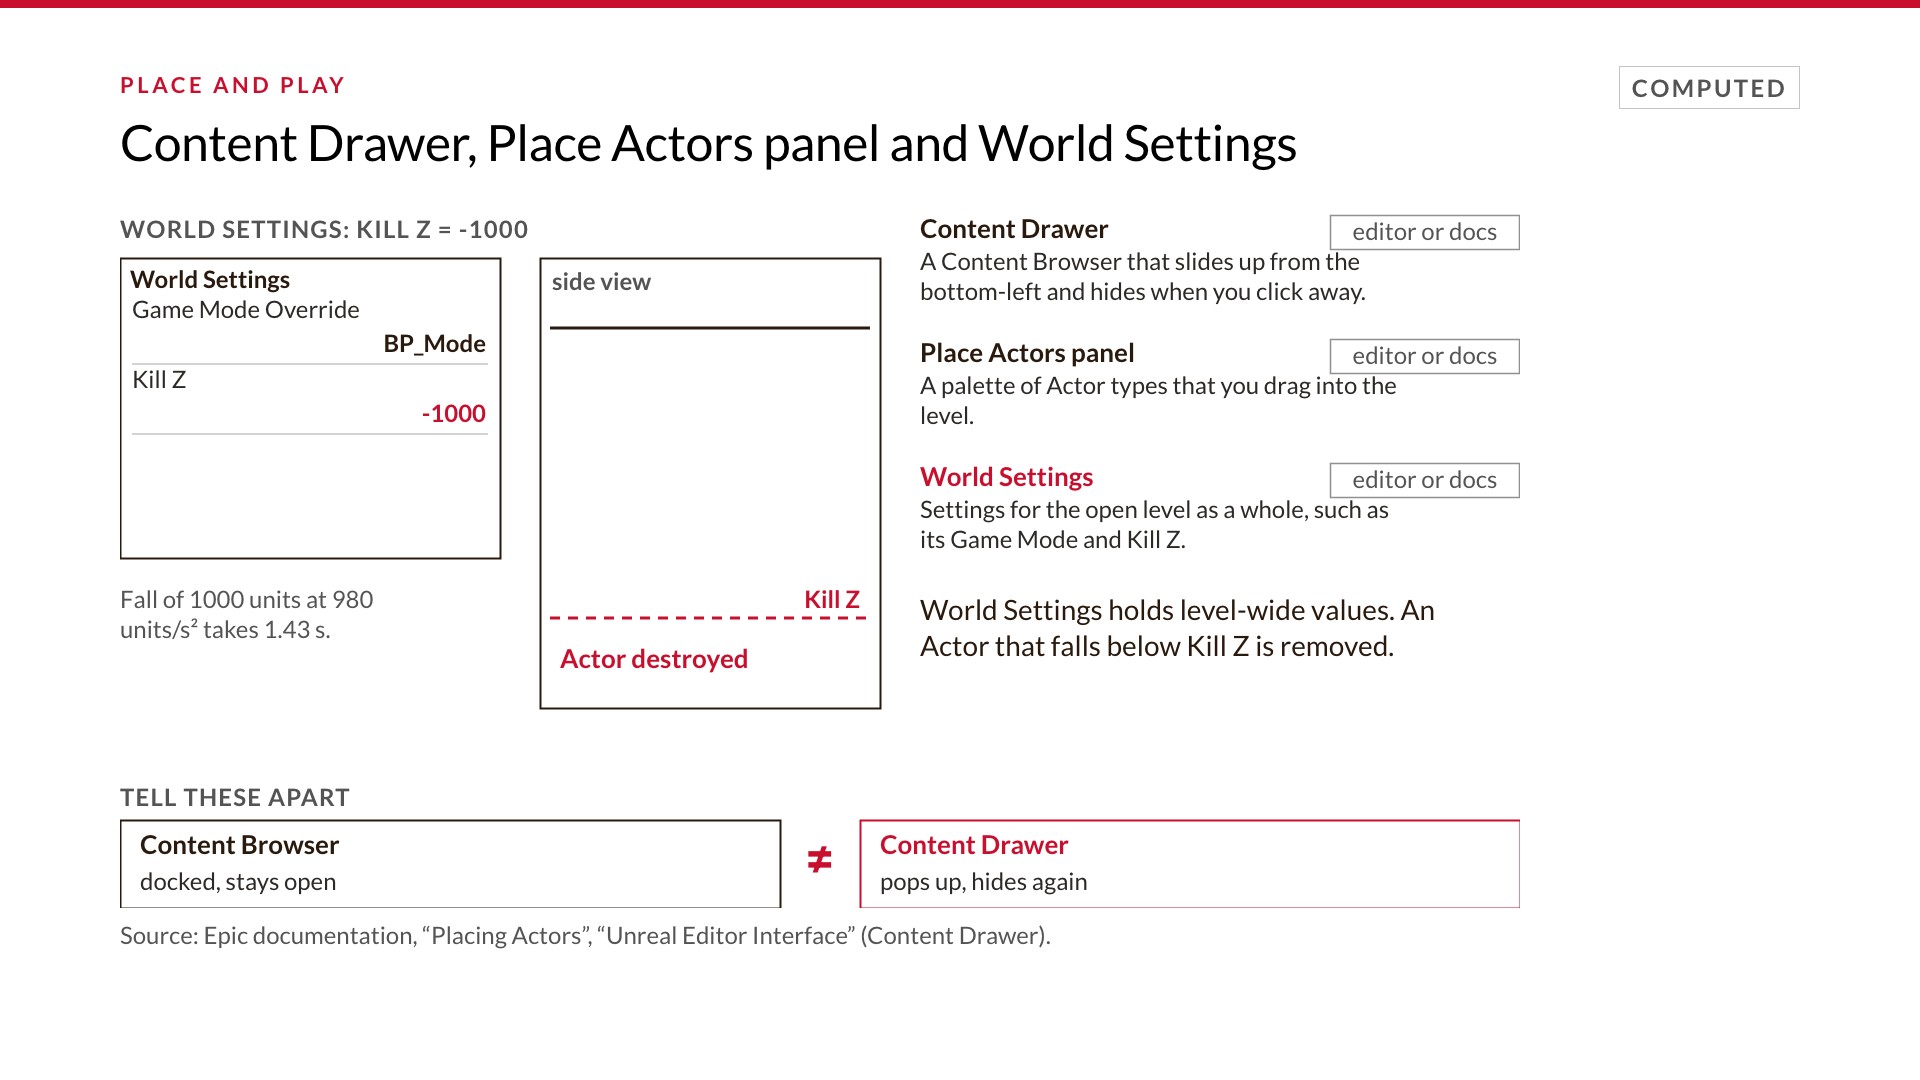 PLACE AND PLAY
COMPUTED
Content Drawer, Place Actors panel and World Settings
WORLD SETTINGS: KILL Z = -1000
World Settings
Game Mode Override
BP_Mode
Kill Z
-1000
Fall of 1000 units at 980
units/s² takes 1.43 s.
side view
Kill Z
Actor destroyed
Content Drawer
editor or docs
A Content Browser that slides up from the
bottom-left and hides when you click away.
Place Actors panel
editor or docs
A palette of Actor types that you drag into the
level.
World Settings
editor or docs
Settings for the open level as a whole, such as
its Game Mode and Kill Z.
World Settings holds level-wide values. An
Actor that falls below Kill Z is removed.
TELL THESE APART
Content Browser
docked, stays open
≠
Content Drawer
pops up, hides again
Source: Epic documentation, “Placing Actors”, “Unreal Editor Interface” (Content Drawer).